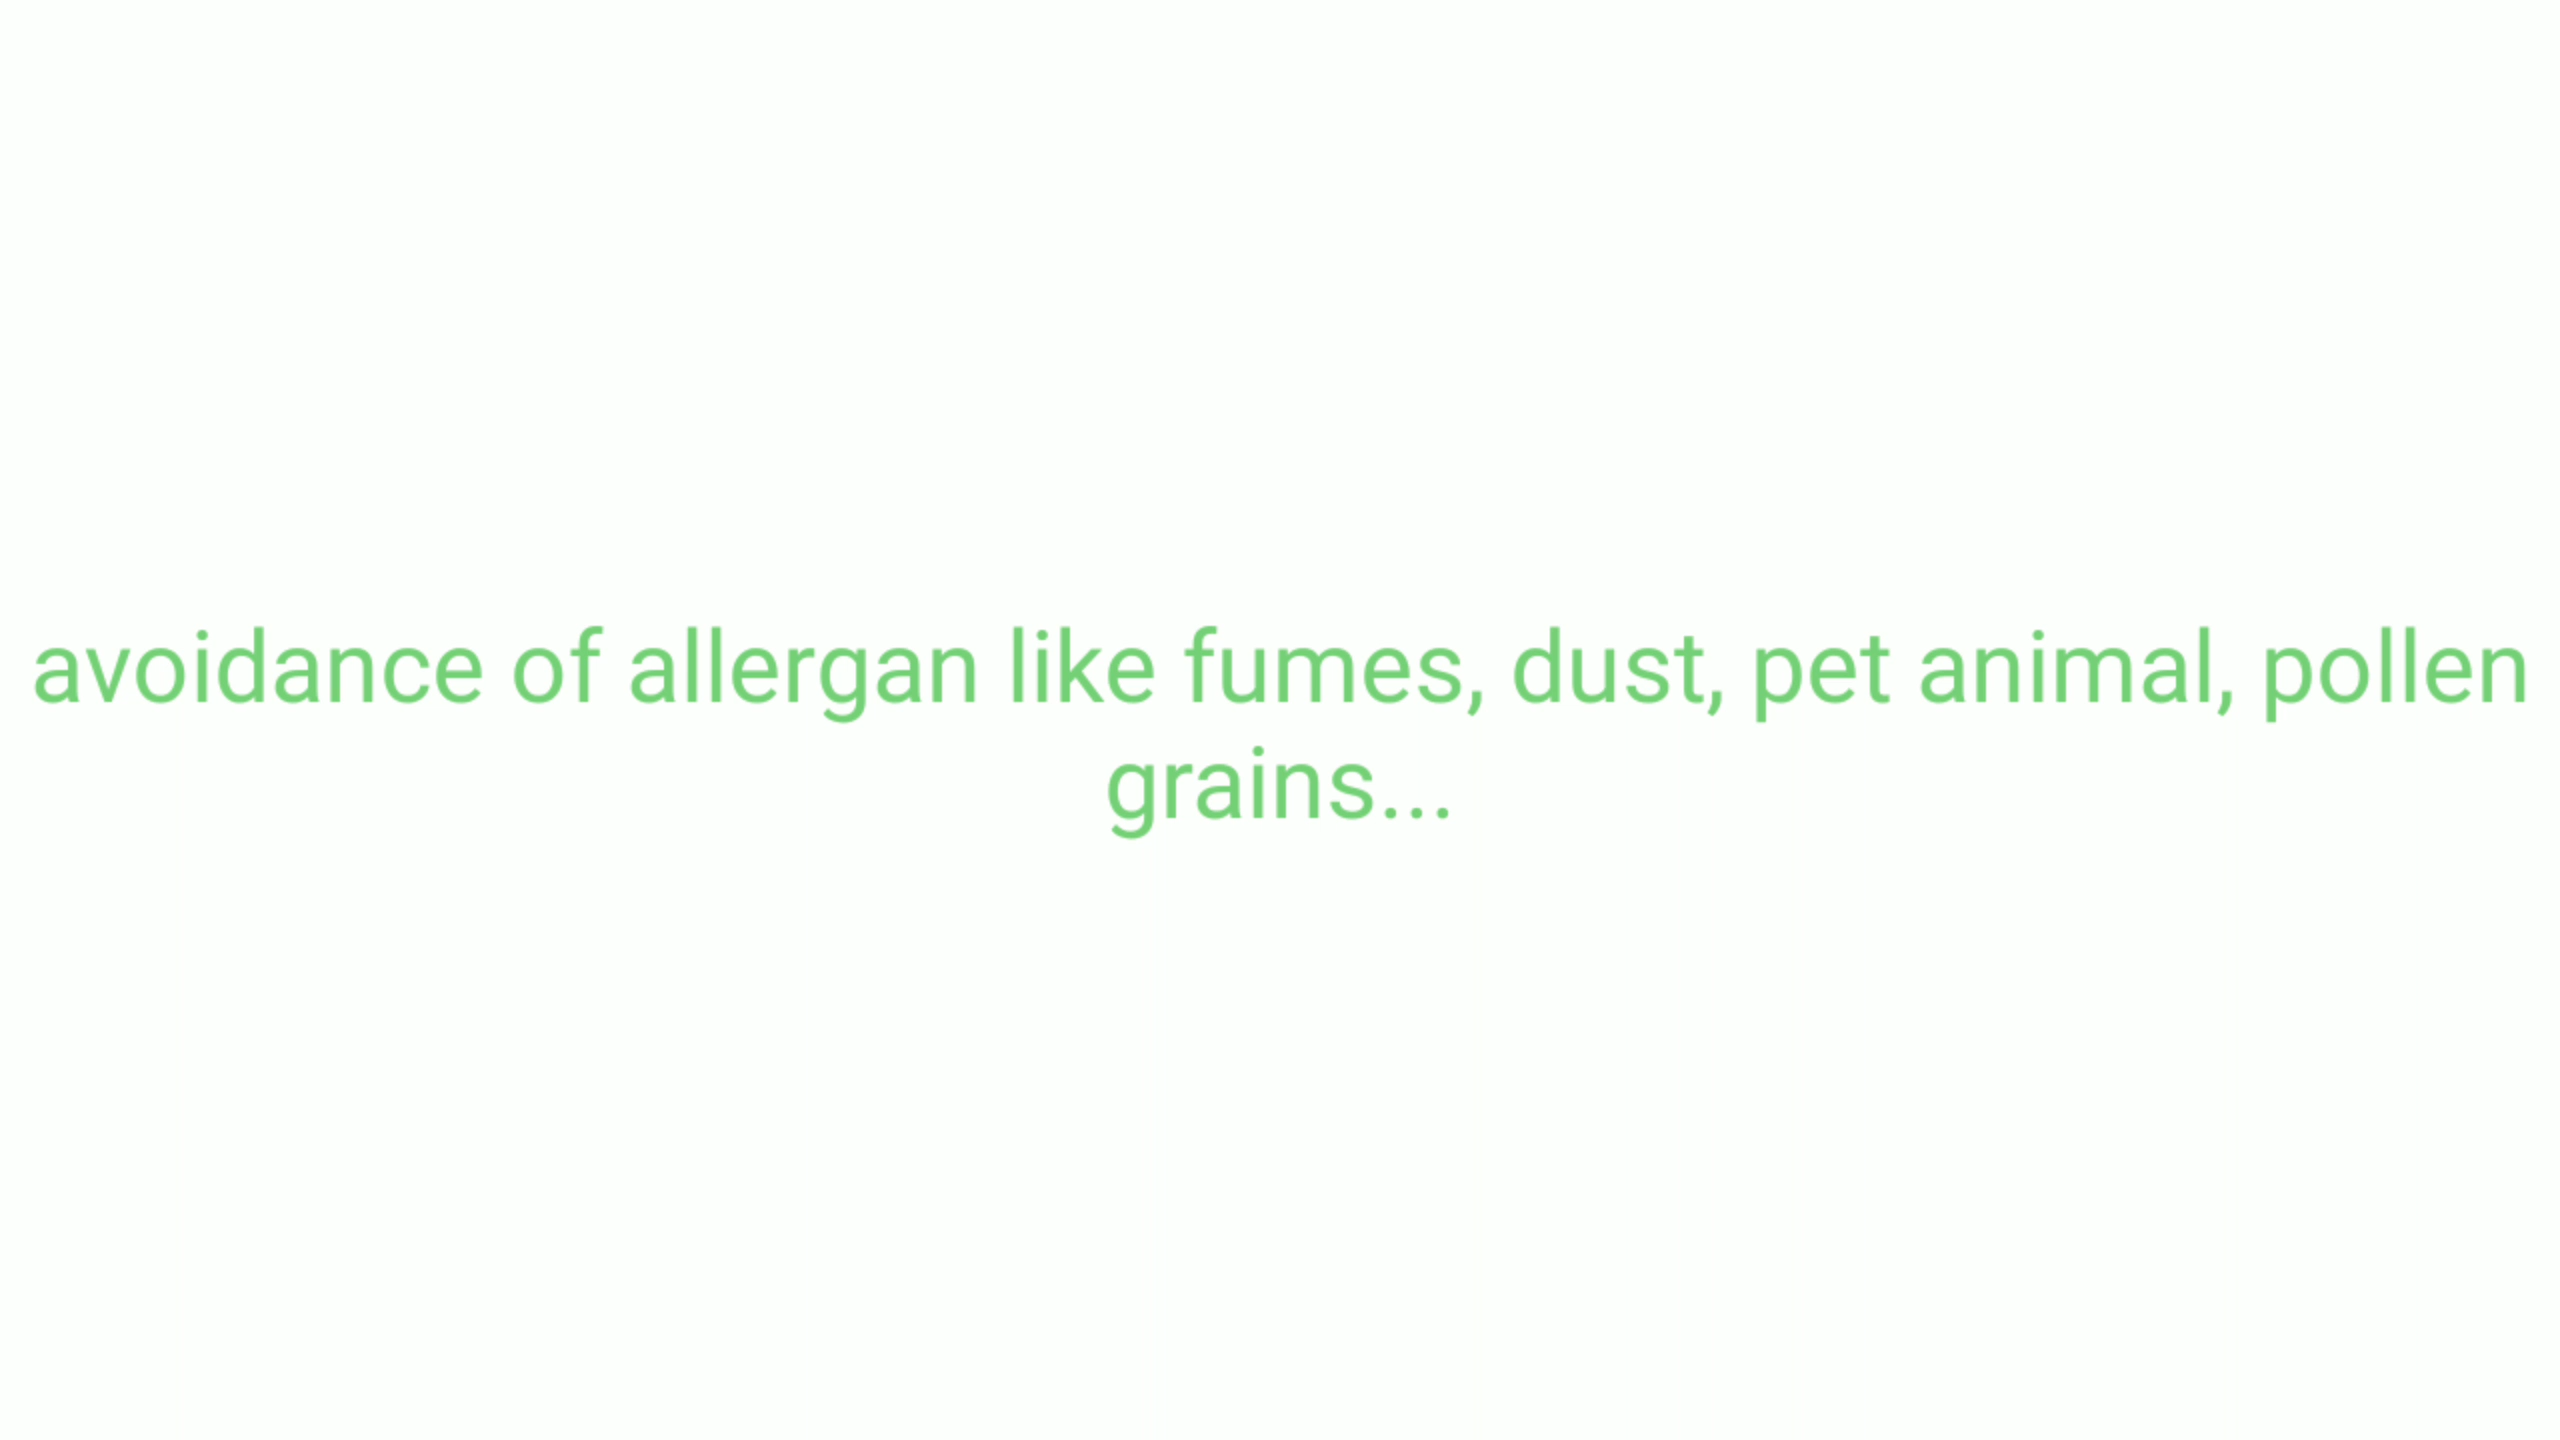 avoidance of allergan like fumes, dust, pet animal, pollen
grains...